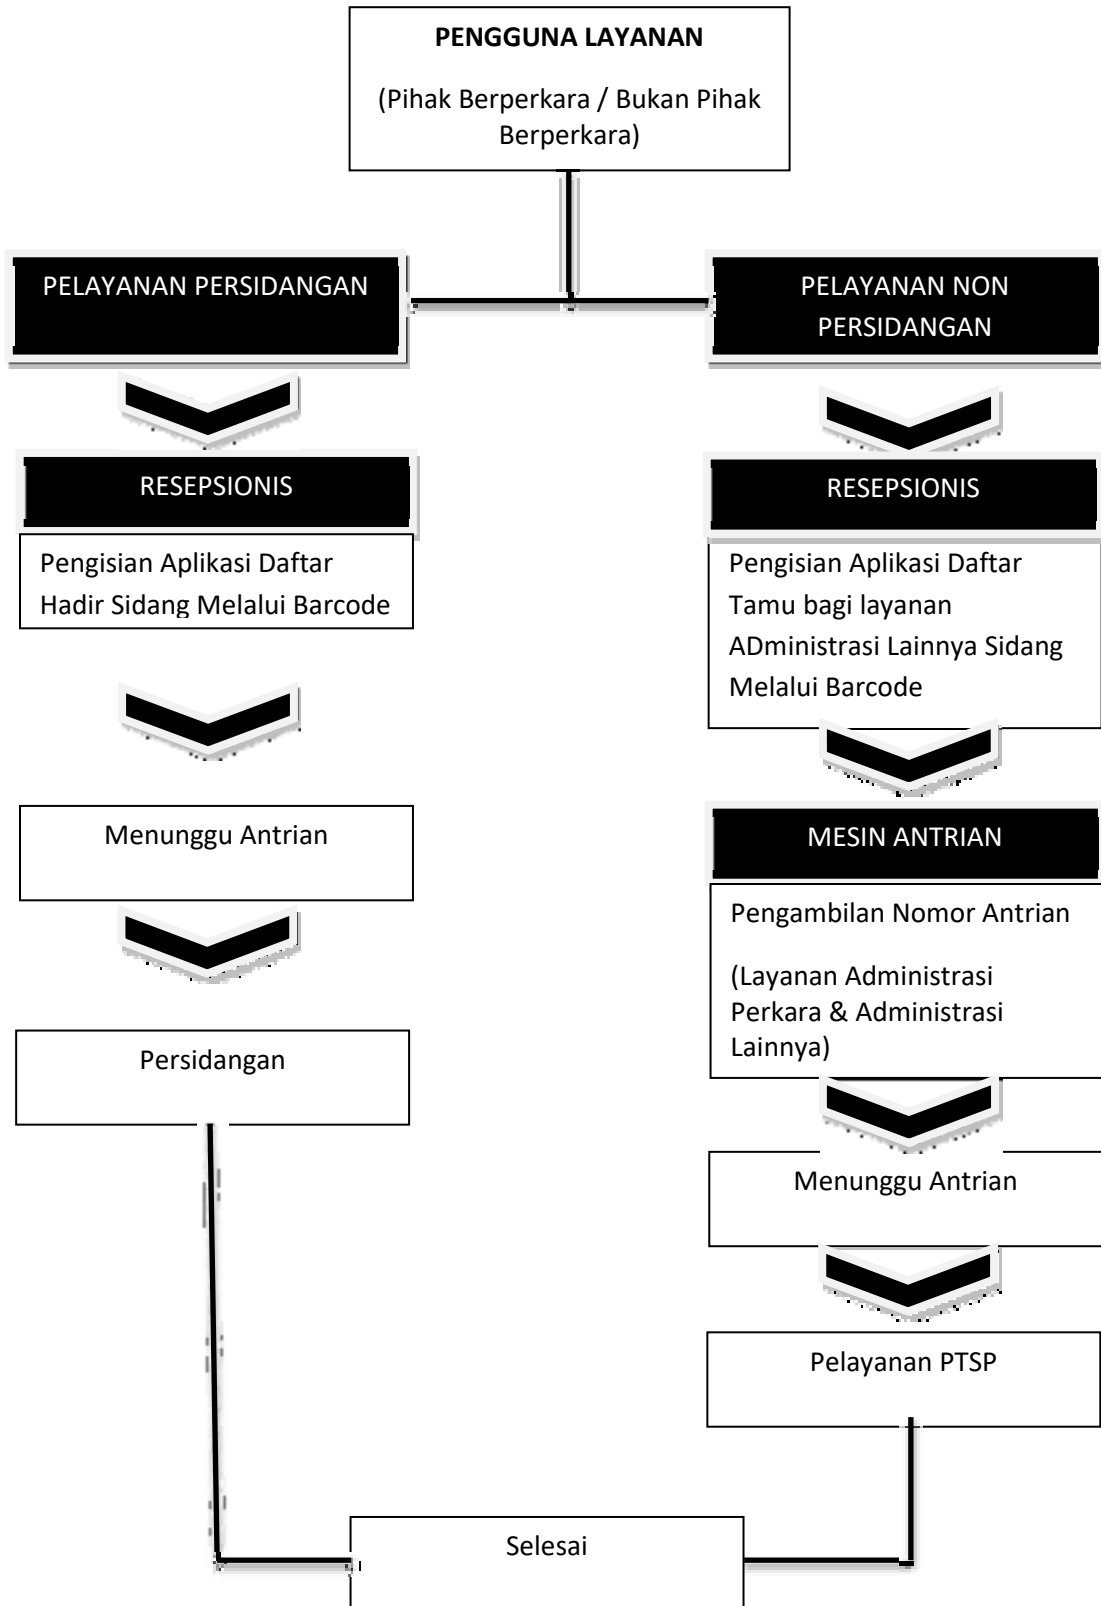 PENGGUNA LAYANAN
(Pihak Berperkara / Bukan Pihak
Berperkara)
PELAYANAN PERSIDANGAN
PELAYANAN NON
PERSIDANGAN
RESEPSIONIS
RESEPSIONIS
Pengisian Aplikasi Daftar
Hadir Sidang Melalui Barcode
Pengisian Aplikasi Daftar
Tamu bagi layanan
ADministrasi Lainnya Sidang
Melalui Barcode
Menunggu Antrian
MESIN ANTRIAN
Pengambilan Nomor Antrian
(Layanan Administrasi
Perkara & Administrasi
Lainnya)
Persidangan
Menunggu Antrian
Pelayanan PTSP
Selesai